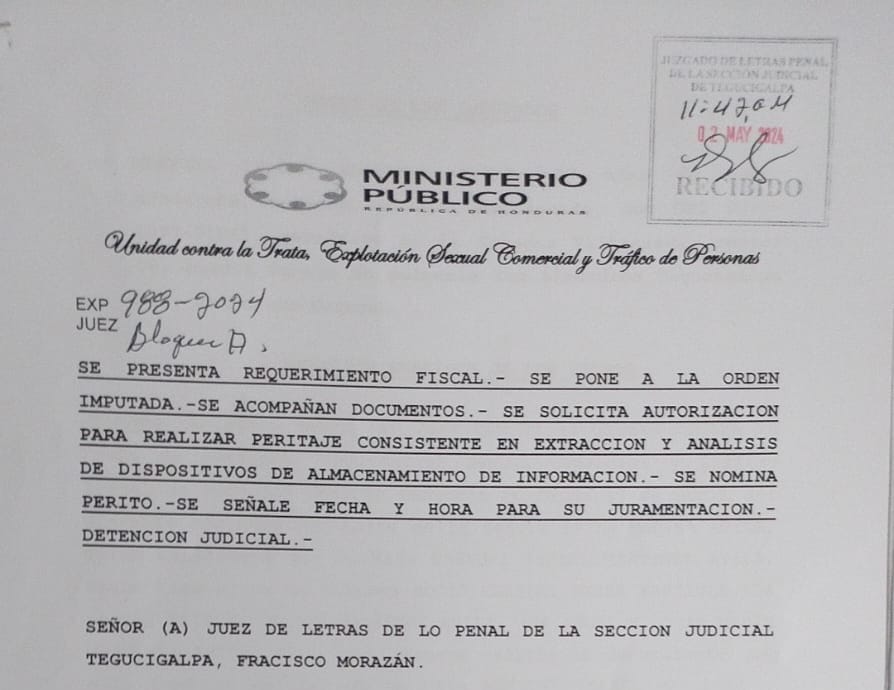 JUZGADO DE LETRAS PENAL
DE LA SECCIÓN JUDICIAL
DE TEGUCIGALPA
02 MAY 2024
RECIBIDO
MINISTERIO
PÚBLICO
REPÚBLICA DE HONDURAS
Unidad contra la Trata, Explotación Sexual Comercial y Tráfico de Personas
EXP 988-2024
JUEZ
SE PRESENTA REQUERIMIENTO FISCAL.- SE PONE A LA ORDEN
IMPUTADA.-SE ACOMPAÑAN DOCUMENTOS.- SE SOLICITA AUTORIZACION
PARA REALIZAR PERITAJE CONSISTENTE EN EXTRACCION Y ANALISIS
DE DISPOSITIVOS DE ALMACENAMIENTO DE INFORMACION.- SE NOMINA
PERITO.-SE SEÑALE FECHA Y HORA PARA SU JURAMENTACION.-
DETENCION JUDICIAL.-
SEÑOR (A) JUEZ DE LETRAS DE LO PENAL DE LA SECCION JUDICIAL
TEGUCIGALPA, FRACISCO MORAZÁN.